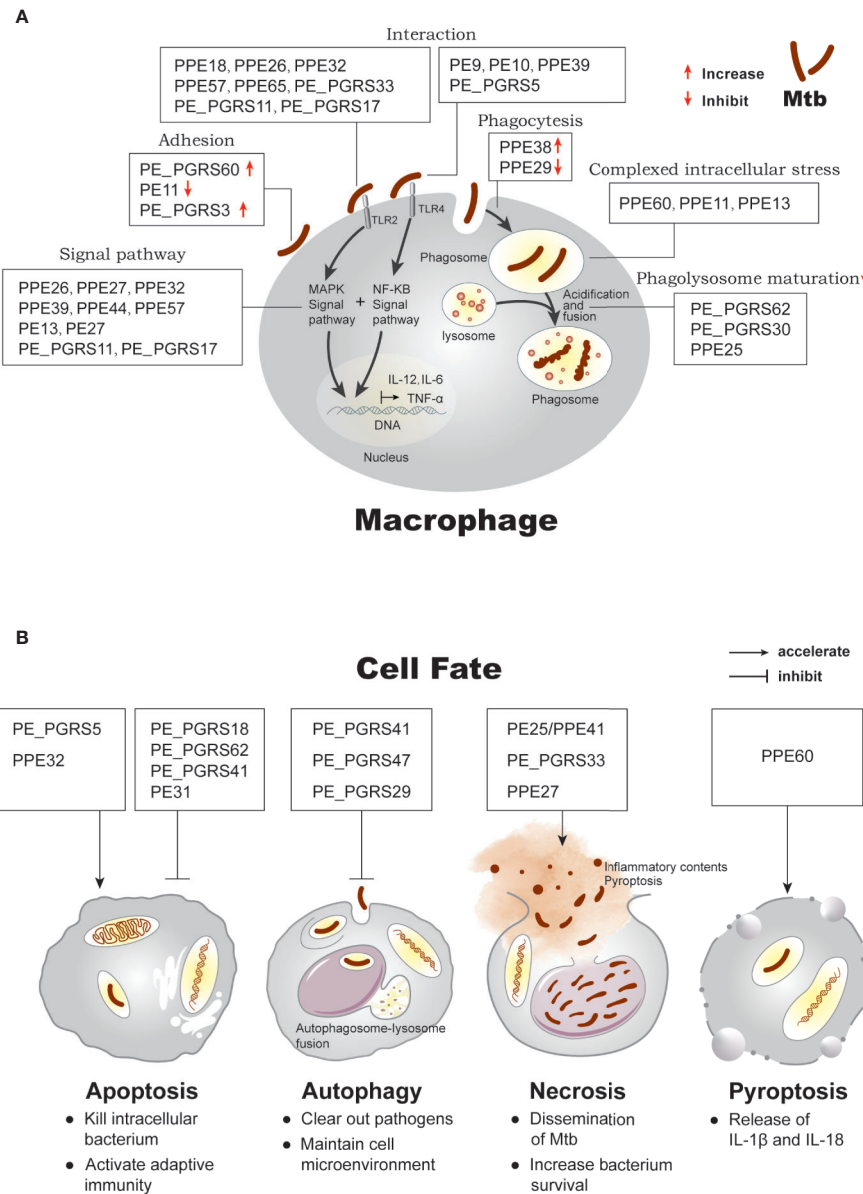 A
Interaction
PPE18, PPE26, PPE32
PPE57, PPE65, PE_PGRS33
PE_PGRS11, PE_PGRS17
PE9, PE10, PPE39
PE_PGRS5
Increase
Inhibit
Mtb
Adhesion
PE_PGRS60
PE11
PE_PGRS3
Phagocytesis
PPE38
PPE29
Complexed intracellular stress
PPE60, PPE11, PPE13
TLR2
TLR4
Signal pathway
PPE26, PPE27, PPE32
PPE39, PPE44, PPE57
PE13, PE27
PE_PGRS11, PE_PGRS17
MAPK
Signal
pathway
+
NF-KB
Signal
pathway
Phagosome
lysosome
Acidification
and
fusion
Phagosome
Phagolysosome maturation
PE_PGRS62
PE_PGRS30
PPE25
IL-12, IL-6
TNF-α
DNA
Nucleus
Macrophage
B
Cell Fate
accelerate
inhibit
PE_PGRS5
PPE32
PE_PGRS18
PE_PGRS62
PE_PGRS41
PE31
PE_PGRS41
PE_PGRS47
PE_PGRS29
PE25/PPE41
PE_PGRS33
PPE27
PPE60
Inflammatory contents
Pyroptosis
Autophagosome-lysosome
fusion
Apoptosis
● Kill intracellular
bacterium
● Activate adaptive
immunity
Autophagy
● Clear out pathogens
● Maintain cell
microenvironment
Necrosis
● Dissemination
of Mtb
● Increase bacterium
survival
Pyroptosis
● Release of
IL-1β and IL-18